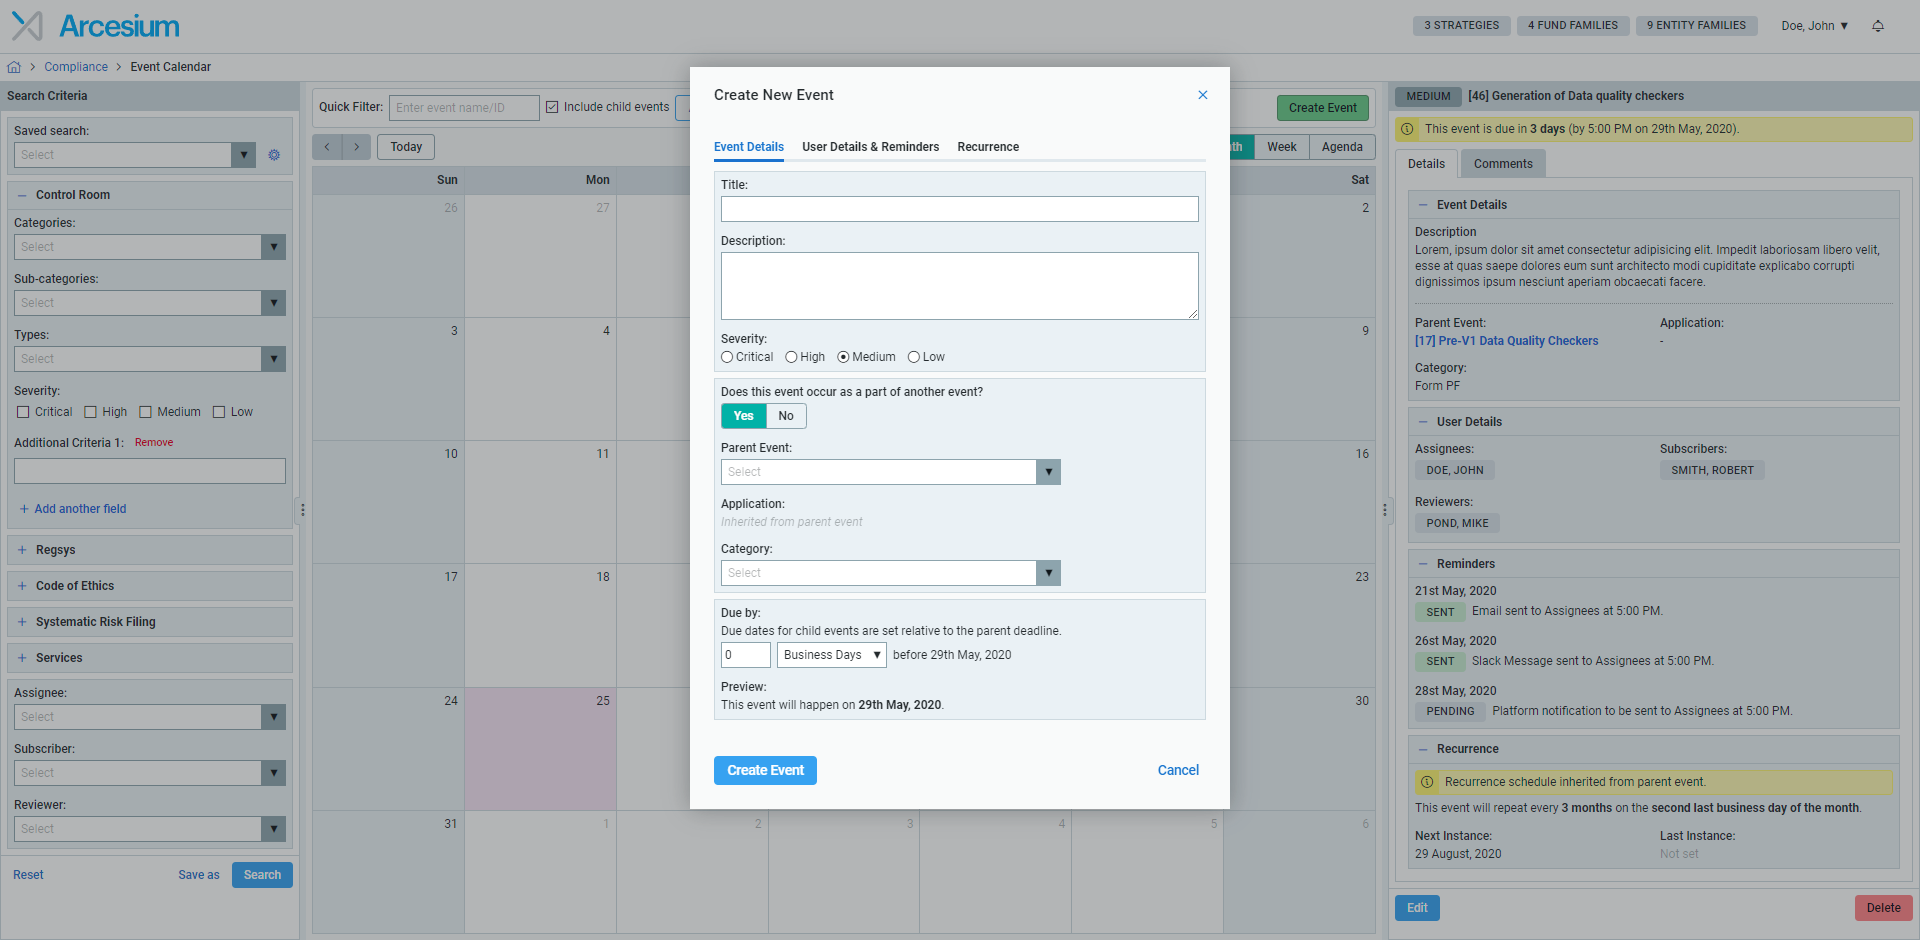 Arcesium
3 STRATEGIES
4 FUND FAMILIES
9 ENTITY FAMILIES
Doe, John ▼
Compliance > Event Calendar
Search Criteria
Saved search:
Select
Control Room
Categories:
Select
Sub-categories:
Select
Types:
Select
Severity:
Critical High Medium Low
Additional Criteria 1: Remove
+ Add another field
+ Regsys
+ Code of Ethics
+ Systematic Risk Filing
+ Services
Assignee:
Select
Subscriber:
Select
Reviewer:
Select
Reset
Save as
Search
Quick Filter: Enter event name/ID Include child events
Create Event
< > Today
Week Agenda
Sun Mon Sat
26 27 2
3 4 9
10 11 16
17 18 23
24 25 30
31 1 2 3 4 5 6
Create New Event
Event Details User Details & Reminders Recurrence
Title:
Description:
Severity:
Critical High Medium Low
Does this event occur as a part of another event?
Yes No
Parent Event:
Select
Application:
Inherited from parent event
Category:
Select
Due by:
Due dates for child events are set relative to the parent deadline.
0 Business Days before 29th May, 2020
Preview:
This event will happen on 29th May, 2020.
Create Event
Cancel
MEDIUM [46] Generation of Data quality checkers
This event is due in 3 days (by 5:00 PM on 29th May, 2020).
Details Comments
Event Details
Description
Lorem, ipsum dolor sit amet consectetur adipisicing elit. Impedit laboriosam libero velit,
esse at quas saepe dolores eum sunt architecto modi cupiditate explicabo corrupti
dignissimos ipsum nesciunt aperiam obcaecati facere.
Parent Event: Application:
[17] Pre-V1 Data Quality Checkers -
Category:
Form PF
User Details
Assignees: Subscribers:
DOE, JOHN SMITH, ROBERT
Reviewers:
POND, MIKE
Reminders
21st May, 2020
SENT Email sent to Assignees at 5:00 PM.
26st May, 2020
SENT Slack Message sent to Assignees at 5:00 PM.
28st May, 2020
PENDING Platform notification to be sent to Assignees at 5:00 PM.
Recurrence
Recurrence schedule inherited from parent event.
This event will repeat every 3 months on the second last business day of the month.
Next Instance: Last Instance:
29 August, 2020 Not set
Edit
Delete